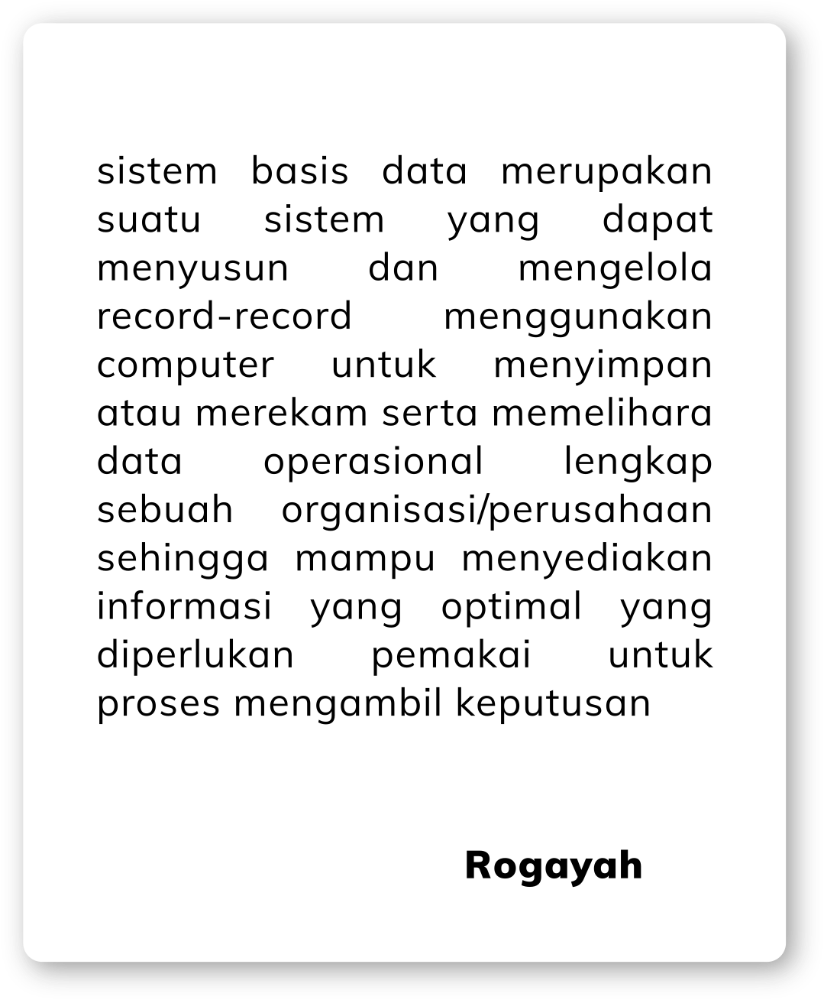 sistem basis data merupakan
suatu sistem yang dapat
menyusun dan mengelola
record-record menggunakan
computer untuk menyimpan
atau merekam serta memelihara
data operasional lengkap
sebuah organisasi/perusahaan
sehingga mampu menyediakan
informasi yang optimal yang
diperlukan pemakai untuk
proses mengambil keputusan
Rogayah